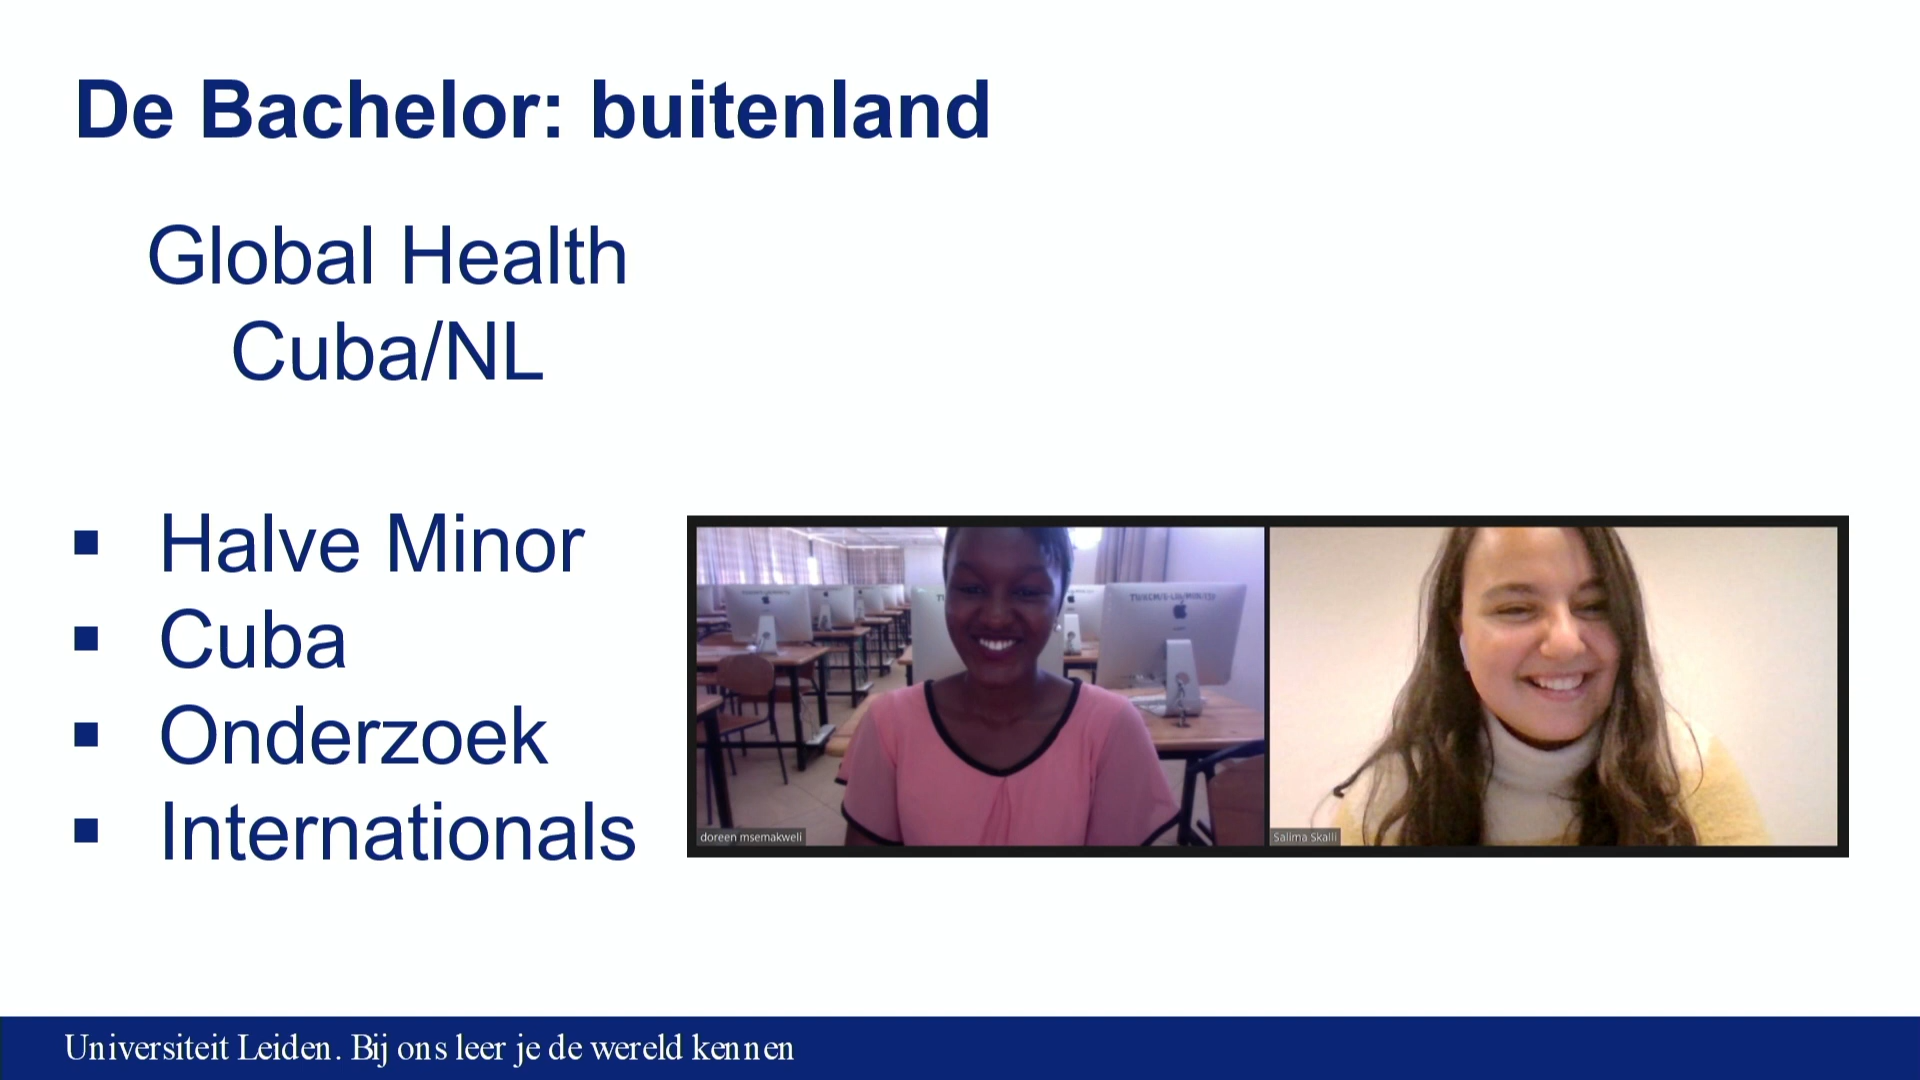 De Bachelor: buitenland
Global Health
Cuba/NL
▪ Halve Minor
▪ Cuba
▪ Onderzoek
▪ Internationals
doreen msemakweli
Salima Skalli
Universiteit Leiden. Bij ons leer je de wereld kennen